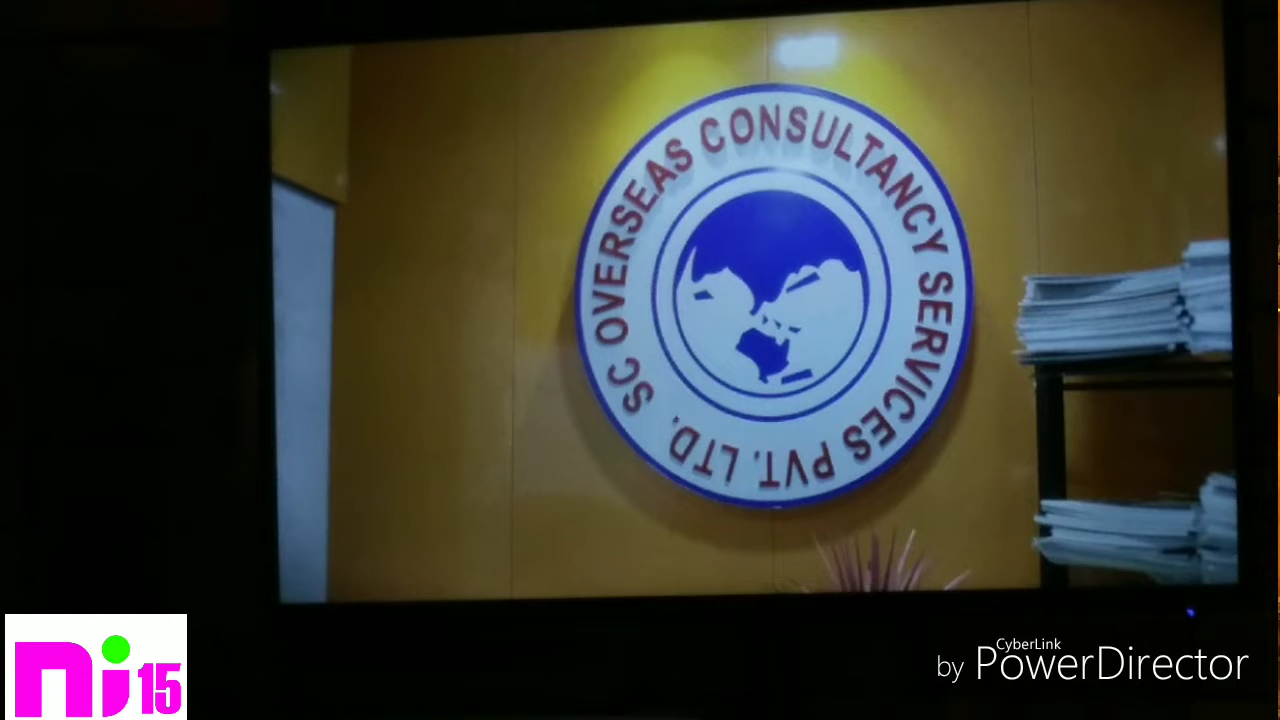 SC OVERSEAS CONSULTANCY SERVICES PVT. LTD.
ni 15
CyberLink
by PowerDirector